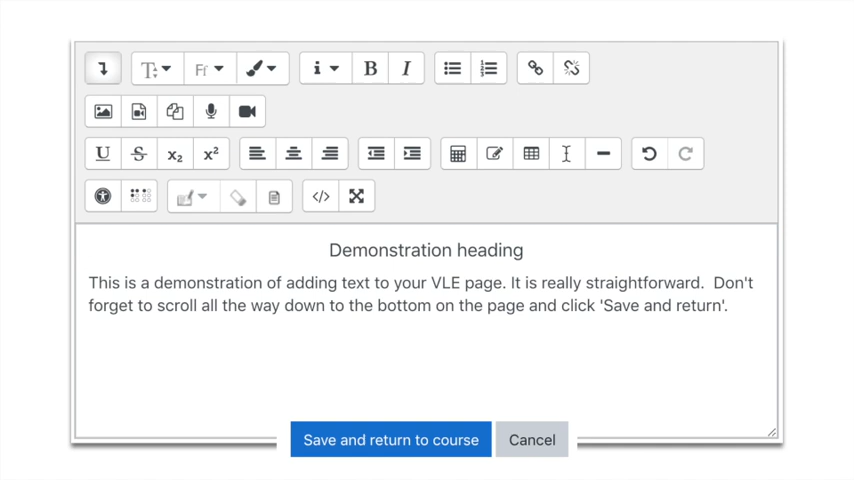 Demonstration heading
This is a demonstration of adding text to your VLE page. It is really straightforward.  Don't
forget to scroll all the way down to the bottom on the page and click 'Save and return'.
Save and return to course
Cancel